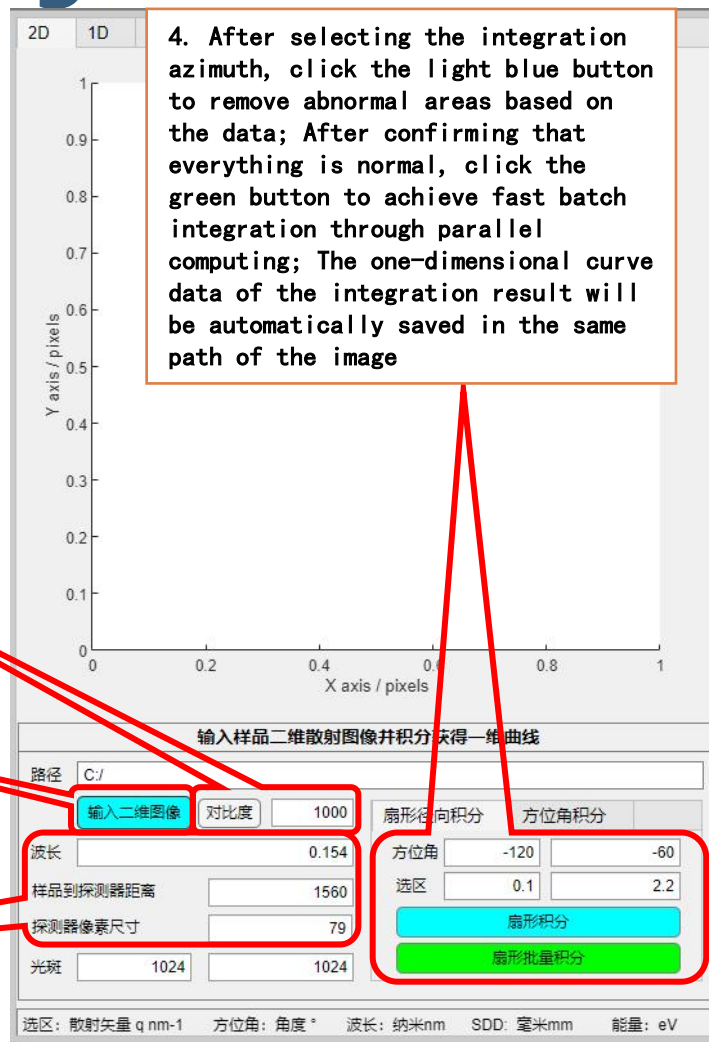 2D 1D
4. After selecting the integration
azimuth, click the light blue button
to remove abnormal areas based on
the data; After confirming that
everything is normal, click the
green button to achieve fast batch
integration through parallel
computing; The one-dimensional curve
data of the integration result will
be automatically saved in the same
path of the image
1
0.9
0.8
0.7
0.6
0.5
0.4
0.3
0.2
0.1
0
Y axis / pixels
0 0.2 0.4 0.6 0.8 1
X axis / pixels
输入样品二维散射图像并积分获得一维曲线
路径 C:/
输入二维图像 对比度 1000
波长 0.154
样品到探测器距离 1560
探测器像素尺寸 79
光斑 1024 1024
扇形径向积分 方位角积分
方位角 -120 -60
选区 0.1 2.2
扇形积分
扇形批量积分
选区: 散射矢量 q nm-1 方位角: 角度 ° 波长: 纳米nm SDD: 毫米mm 能量: eV